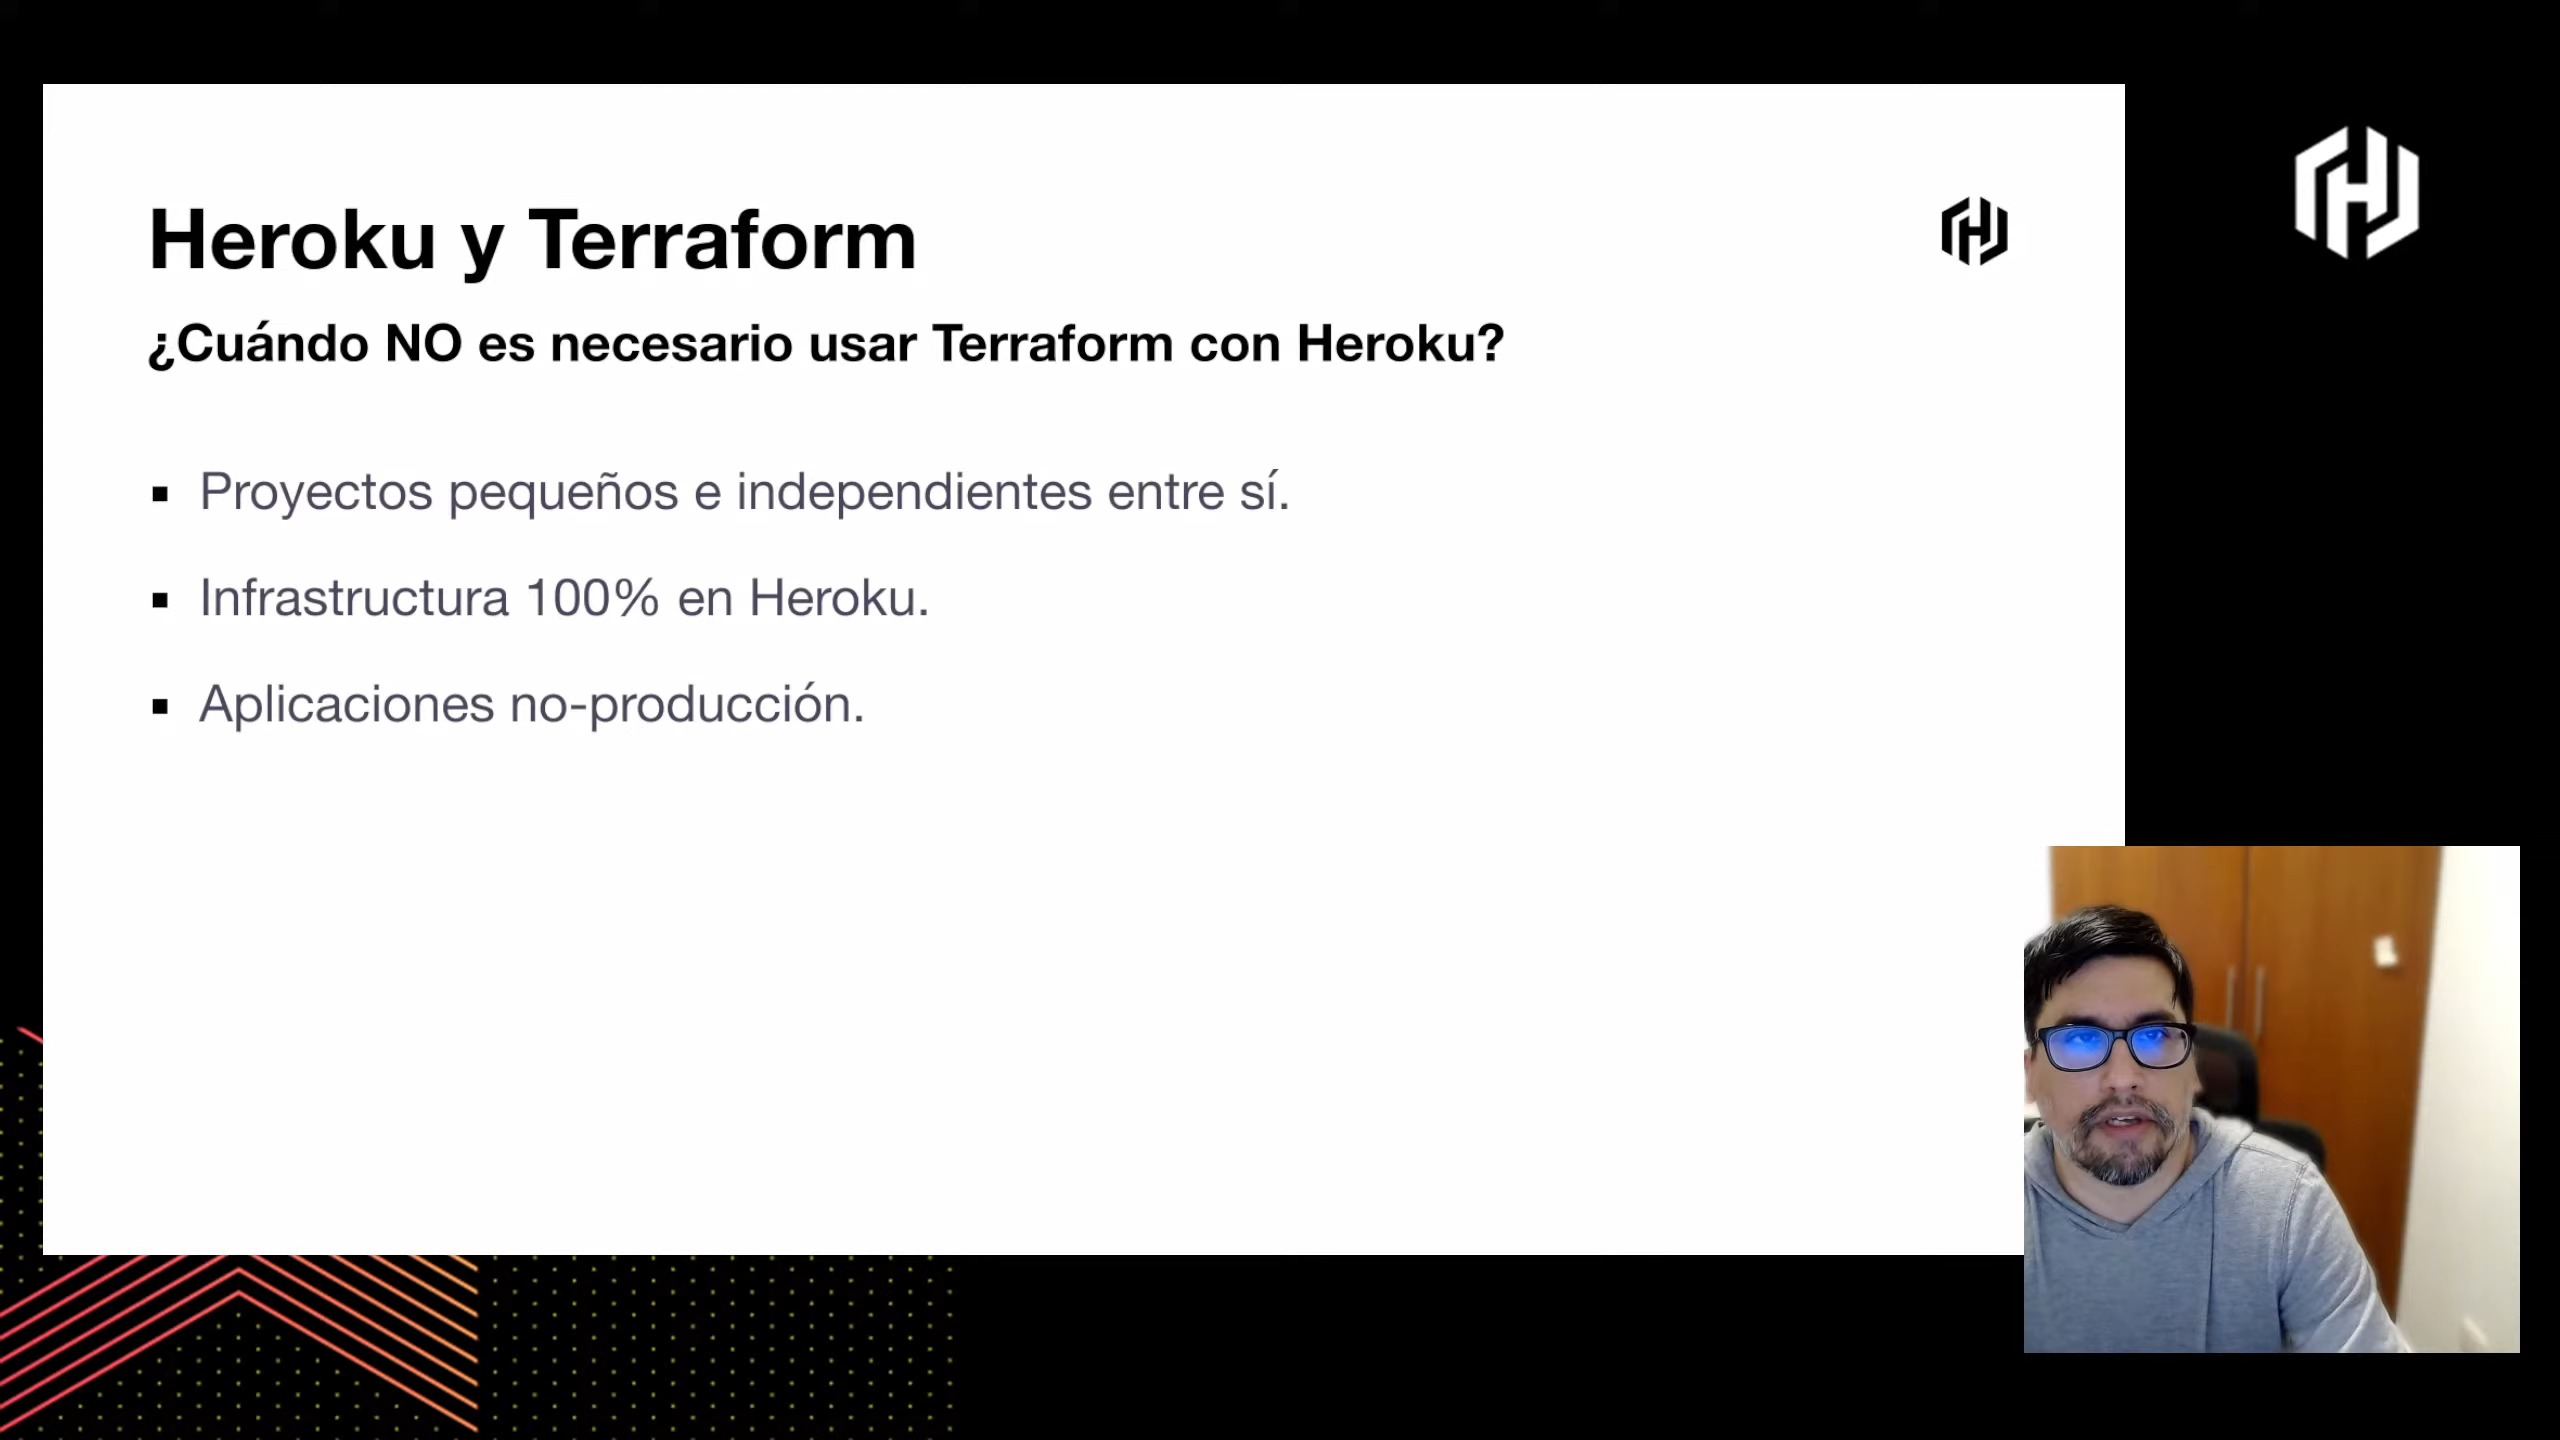 Heroku y Terraform
¿Cuándo NO es necesario usar Terraform con Heroku?
▪ Proyectos pequeños e independientes entre sí.
▪ Infrastructura 100% en Heroku.
▪ Aplicaciones no-producción.